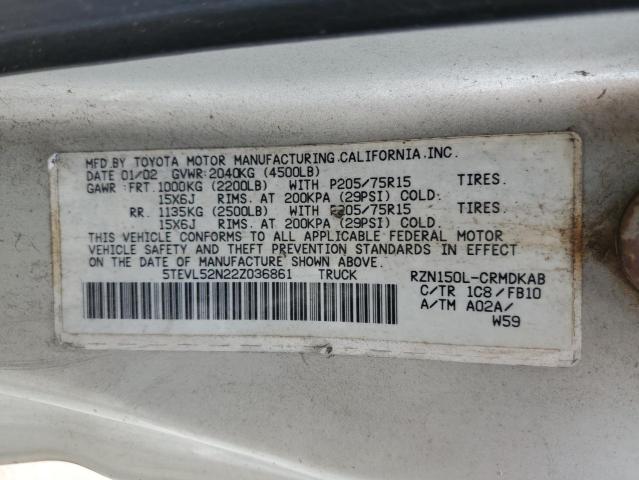 MFD.BY TOYOTA MOTOR MANUFACTURING.CALIFORNIA.INC.
DATE 01/02 GVWR:2040KG (4500LB)
GAWR: FRT.1000KG (2200LB) WITH P205/75R15 TIRES.
15X6J RIMS. AT 200KPA (29PSI) COLD.
RR. 1135KG (2500LB) WITH P205/75R15 TIRES.
15X6J RIMS. AT 200KPA (29PSI) COLD.
THIS VEHICLE CONFORMS TO ALL APPLICABLE FEDERAL MOTOR
VEHICLE SAFETY AND THEFT PREVENTION STANDARDS IN EFFECT
ON THE DATE OF MANUFACTURE SHOWN ABOVE.
5TEVL52N22Z036861 TRUCK RZN150L-CRMDKAB
C/TR 1C8/FB10
A/TM A02A/
W59